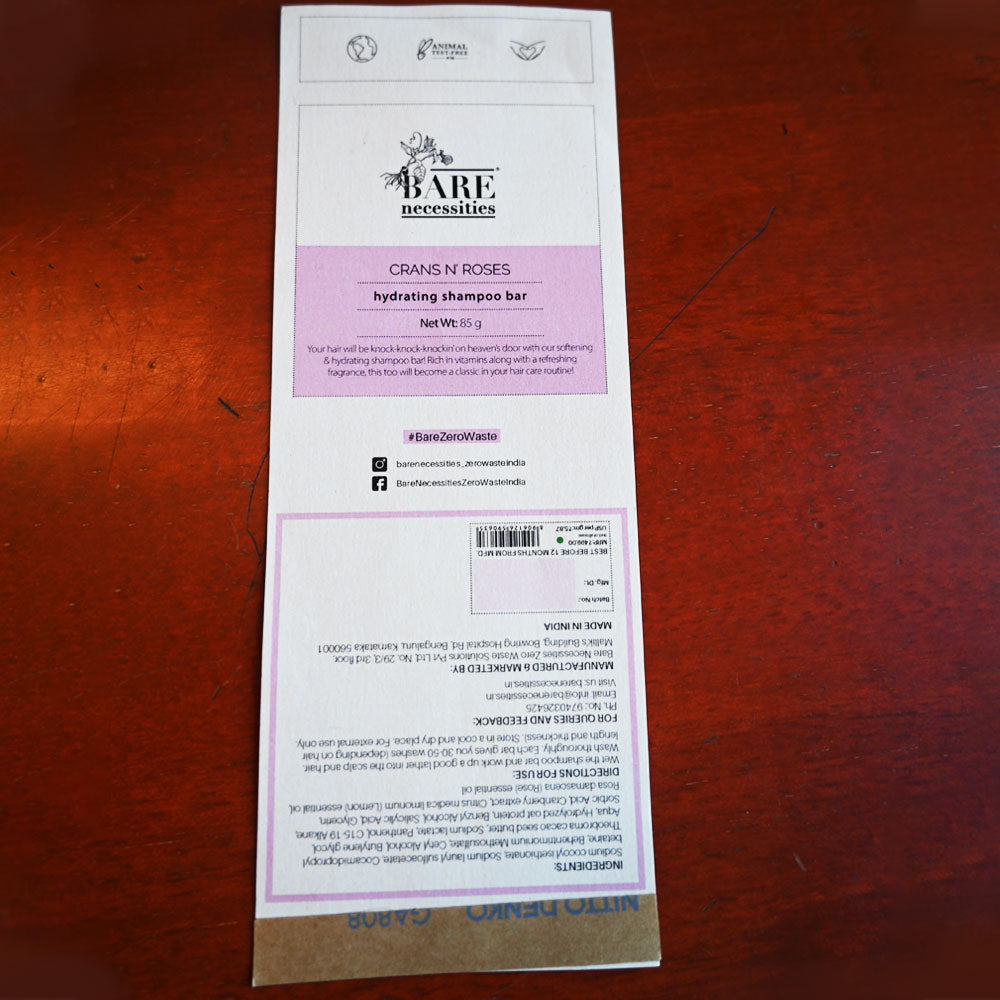 ANIMAL
TEST-FREE
BARE
necessities
CRANS N' ROSES
hydrating shampoo bar
Net Wt: 85 g
Your hair will be knock-knock-knockin' on heaven's door with our softening
& hydrating shampoo bar! Rich in vitamins along with a refreshing
fragrance, this too will become a classic in your hair care routine!
#BareZeroWaste
barenecessities_zerowasteindia
BareNecessitiesZeroWasteIndia
INGREDIENTS:
Sodium cocoyl isethionate, Sodium lauryl sulfoacetate, Cocamidopropyl
betaine, Behentrimonium Methosulfate, Cetyl Alcohol, Butylene glycol,
Theobroma cacao seed butter, Sodium lactate, Panthenol, C15-19 Alkane,
Aqua, Hydrolyzed oat protein, Benzyl Alcohol, Salicylic Acid, Glycerin,
Sorbic Acid, Cranberry extract, Citrus medica limonum (Lemon) essential oil,
Rosa damascena (Rose) essential oil
DIRECTIONS FOR USE:
Wet the shampoo bar and work up a good lather into the scalp and hair.
Wash thoroughly. Each bar gives you 30-50 washes (depending on hair
length and thickness). Store in a cool and dry place. For external use only.
FOR QUERIES AND FEEDBACK:
Ph. No.: 9740326425
Email: info@barenecessities.in
Visit us: barenecessities.in
MANUFACTURED & MARKETED BY:
Bare Necessities Zero Waste Solutions Pvt Ltd. No. 29/3, 3rd floor,
Mallik's Building, Bowring Hospital Rd, Bengaluru, Karnataka 560001
MADE IN INDIA
Batch No.:
Mfg. Dt.:
BEST BEFORE 12 MONTHS FROM MFD.
MRP: ₹499.00
USP per gm: ₹5.87
NITTO DENKO
GA808